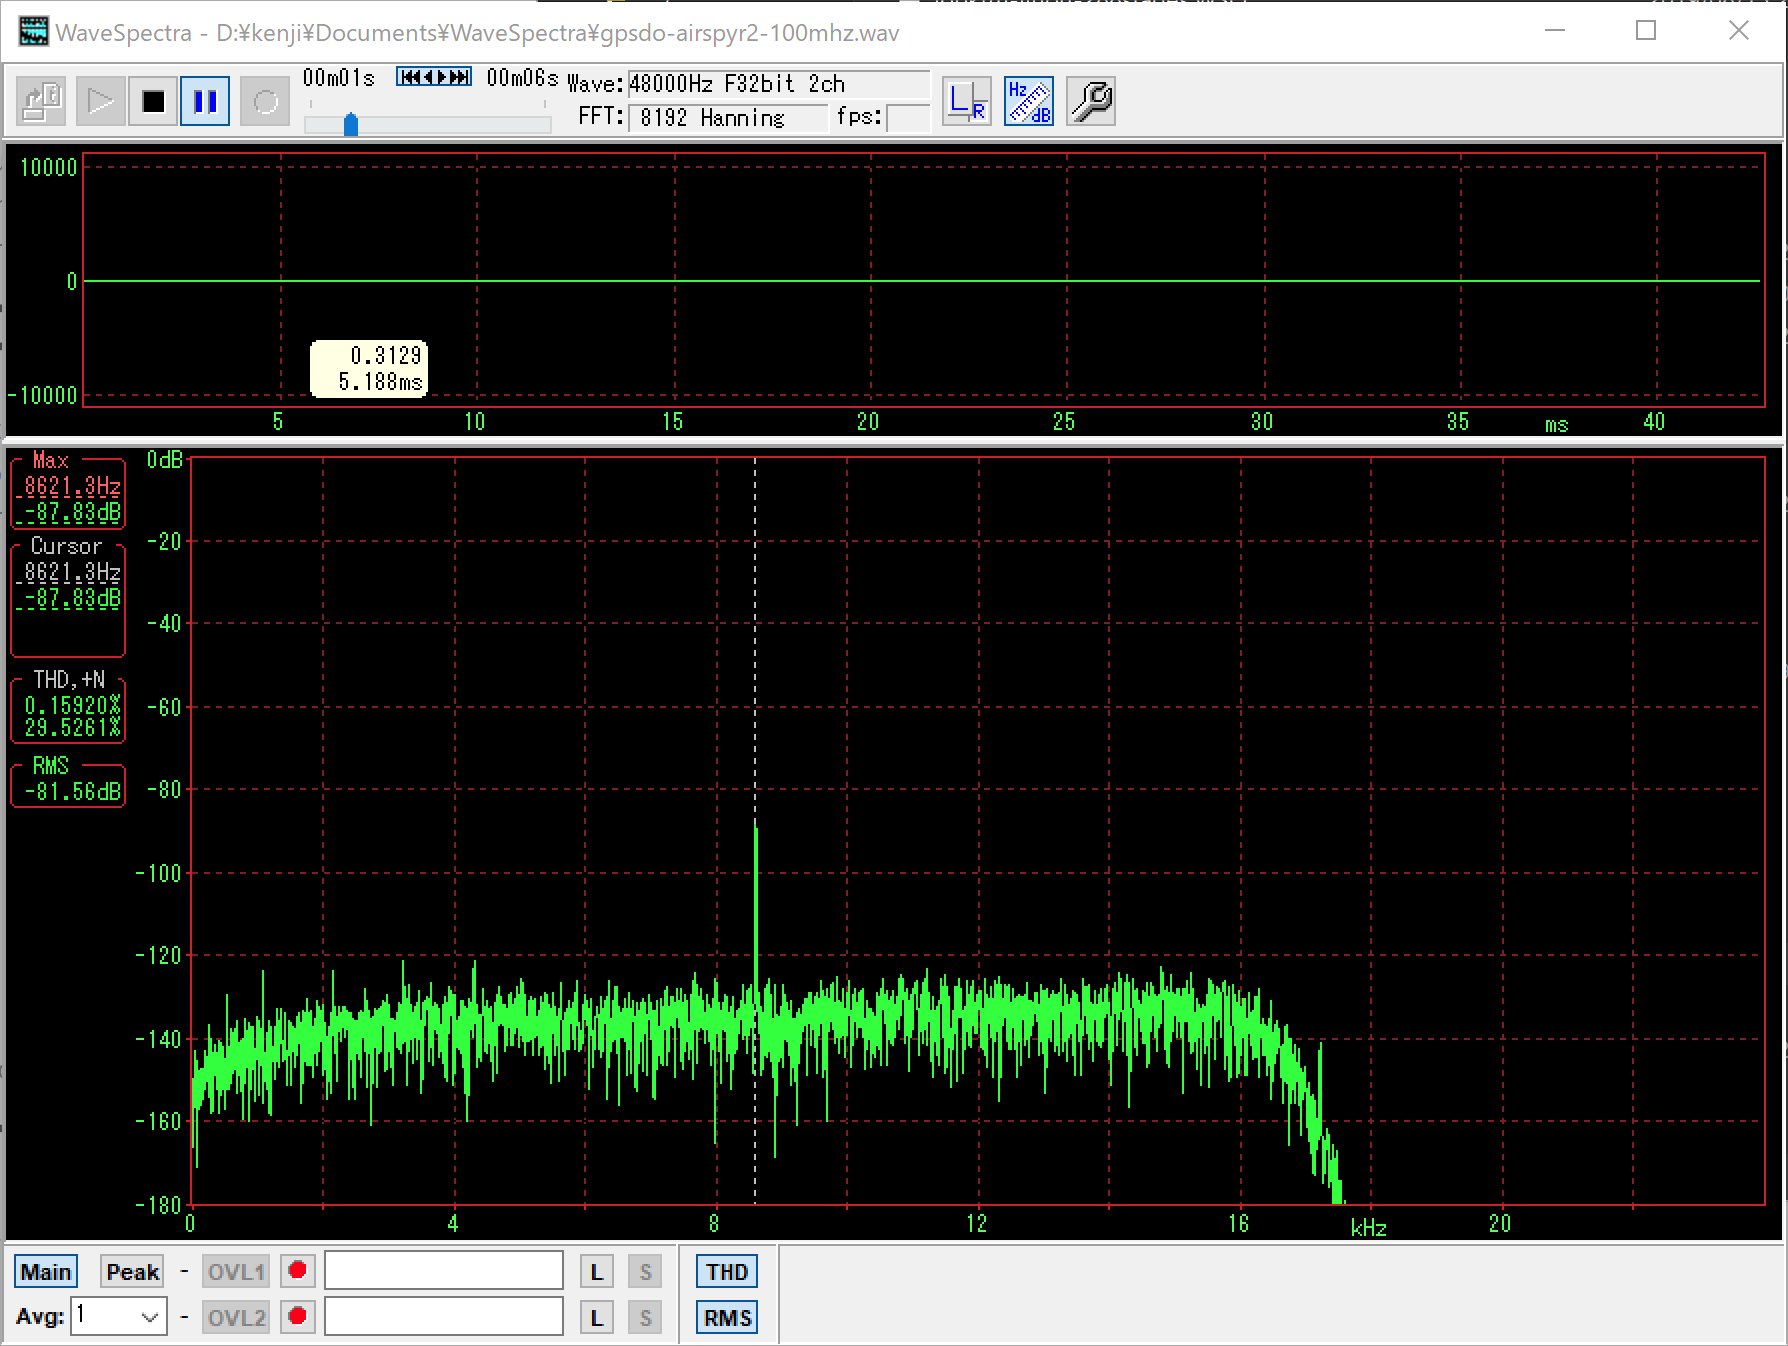 WaveSpectra - D:¥kenji¥Documents¥WaveSpectra¥gpsdo-airspyr2-100mhz.wav
00m01s 00m06s Wave: 48000Hz F32bit 2ch
FFT: 8192 Hanning fps:
L R
Hz dB
10000
0
-10000
0.3129
5.188ms
5 10 15 20 25 30 35 ms 40
Max
8621.3Hz
-87.83dB
Cursor
8621.3Hz
-87.83dB
THD,+N
0.15920%
29.5261%
RMS
-81.56dB
0dB
-20
-40
-60
-80
-100
-120
-140
-160
-180
0 4 8 12 16 kHz 20
Main Peak - OVL1 L S THD
Avg: 1 - OVL2 L S RMS